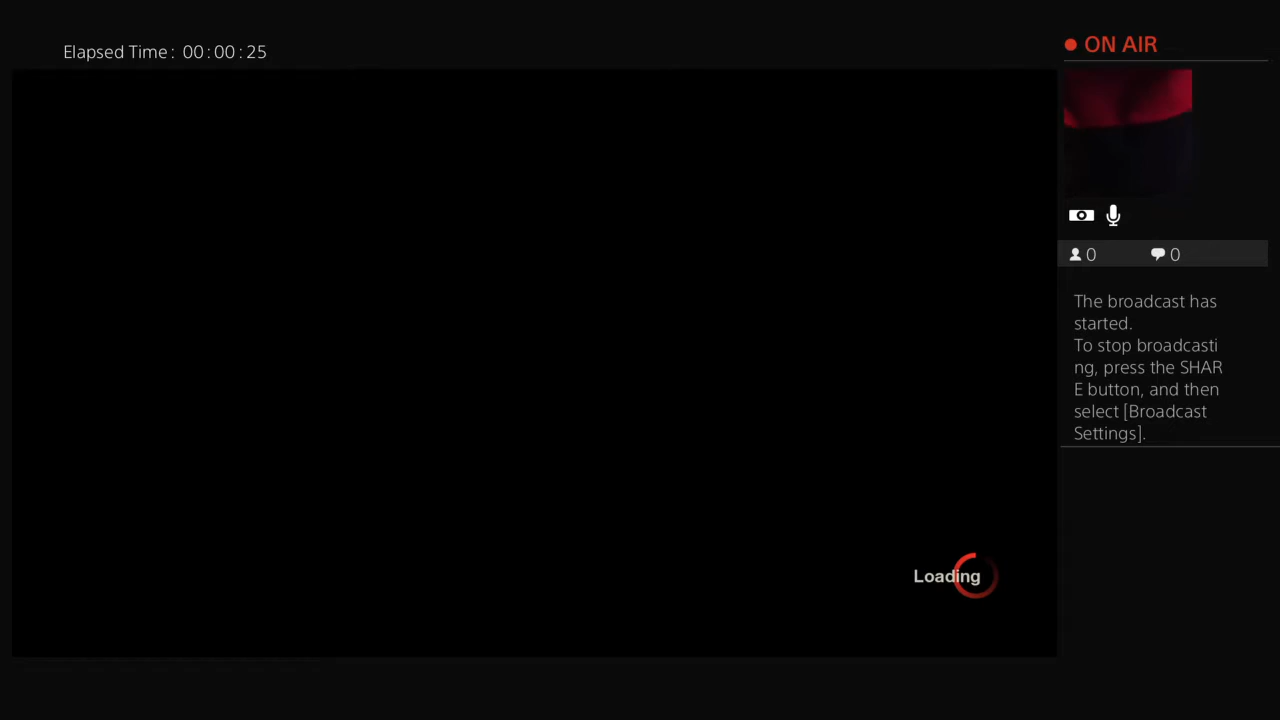 Elapsed Time: 00:00:25
ON AIR
0 0
The broadcast has
started.
To stop broadcasti
ng, press the SHAR
E button, and then
select [Broadcast
Settings].
Loading